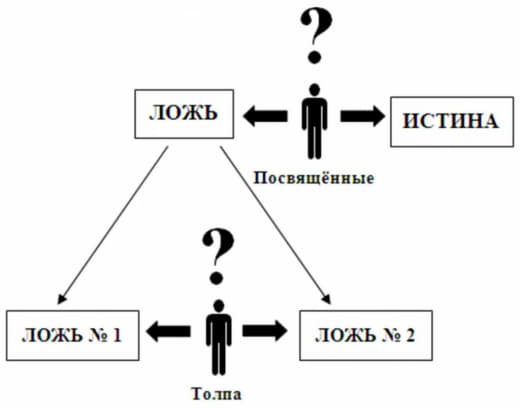 ?
ЛОЖЬ
ИСТИНА
Посвящённые
?
ЛОЖЬ № 1
ЛОЖЬ № 2
Толпа